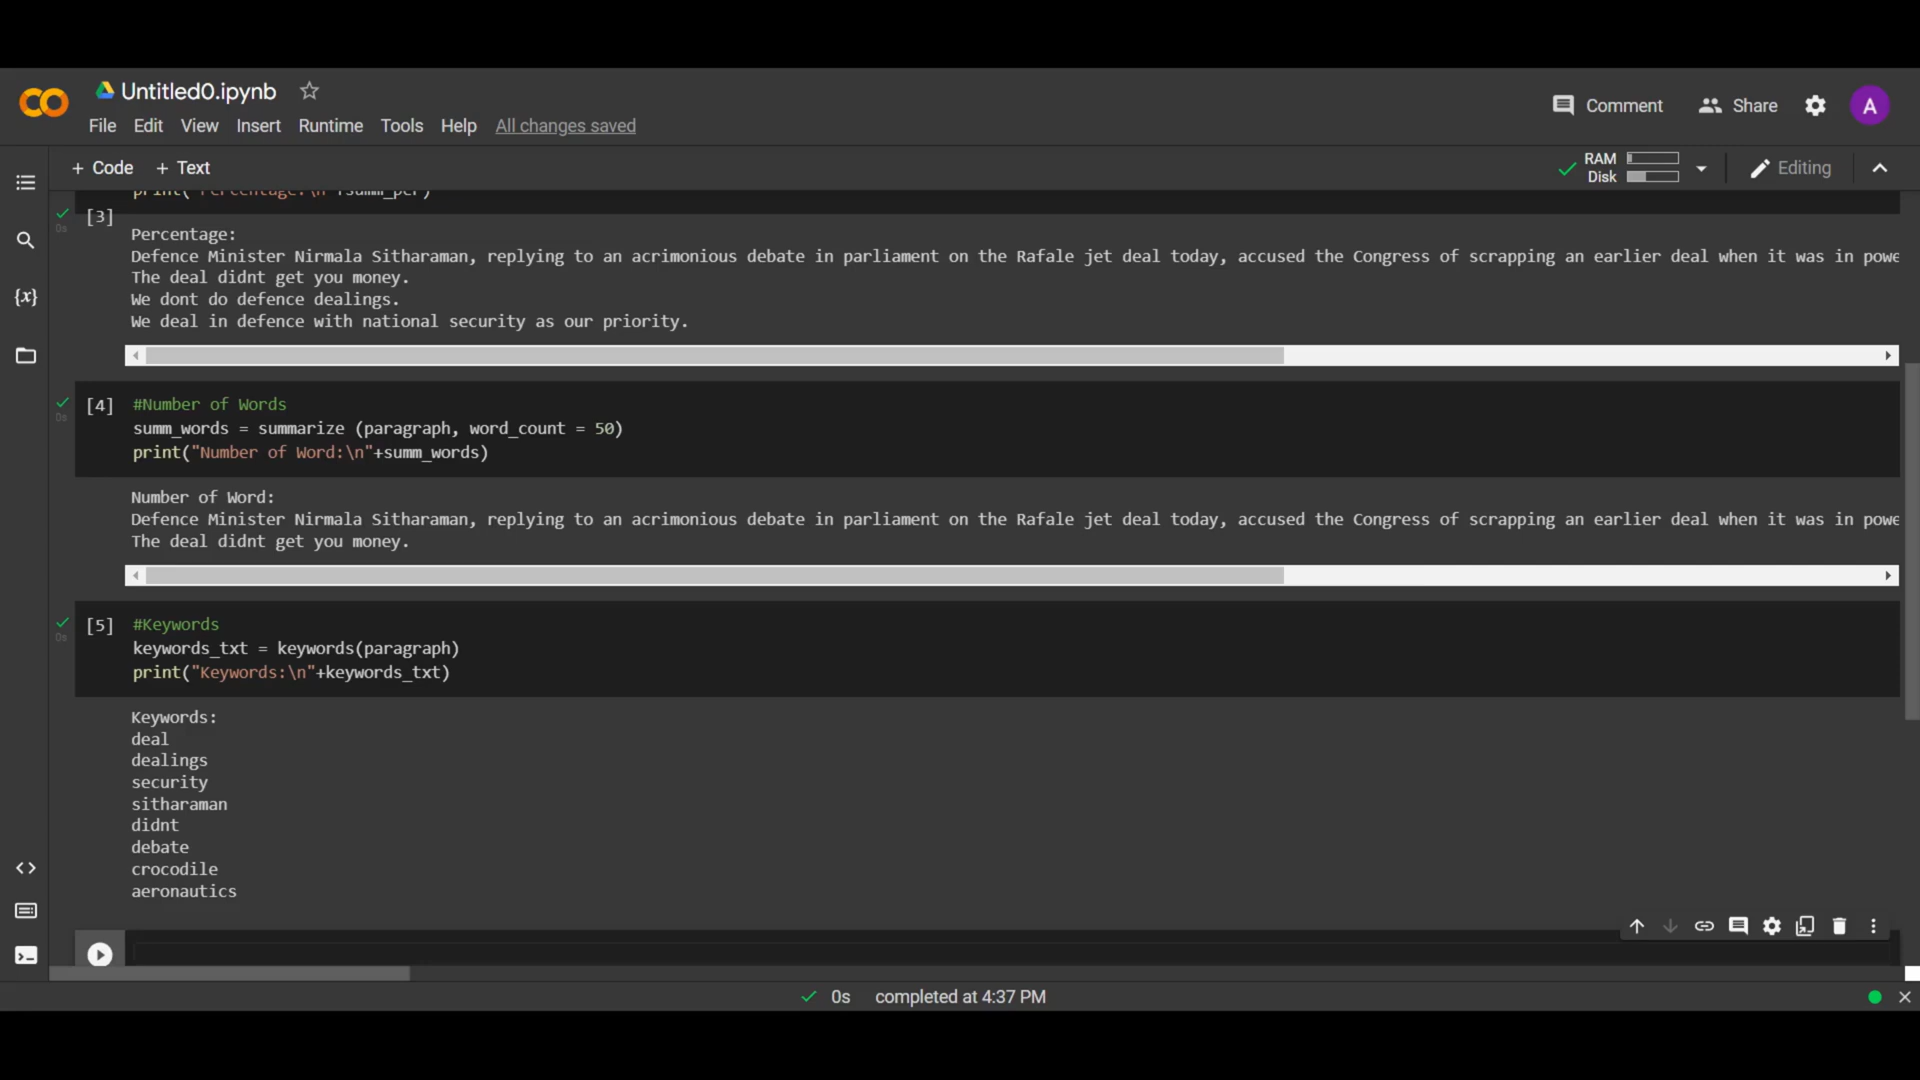 Untitled0.ipynb
Comment
Share
A
File Edit View Insert Runtime Tools Help All changes saved
+ Code + Text
RAM
Disk
Editing
print("Percentage:\n"+summ_per)
[3]
0s
Percentage:
Defence Minister Nirmala Sitharaman, replying to an acrimonious debate in parliament on the Rafale jet deal today, accused the Congress of scrapping an earlier deal when it was in powe
The deal didnt get you money.
We dont do defence dealings.
We deal in defence with national security as our priority.
[4]
0s
#Number of Words
summ_words = summarize (paragraph, word_count = 50)
print("Number of Word:\n"+summ_words)
Number of Word:
Defence Minister Nirmala Sitharaman, replying to an acrimonious debate in parliament on the Rafale jet deal today, accused the Congress of scrapping an earlier deal when it was in powe
The deal didnt get you money.
[5]
0s
#Keywords
keywords_txt = keywords(paragraph)
print("Keywords:\n"+keywords_txt)
Keywords:
deal
dealings
security
sitharaman
didnt
debate
crocodile
aeronautics
0s completed at 4:37 PM